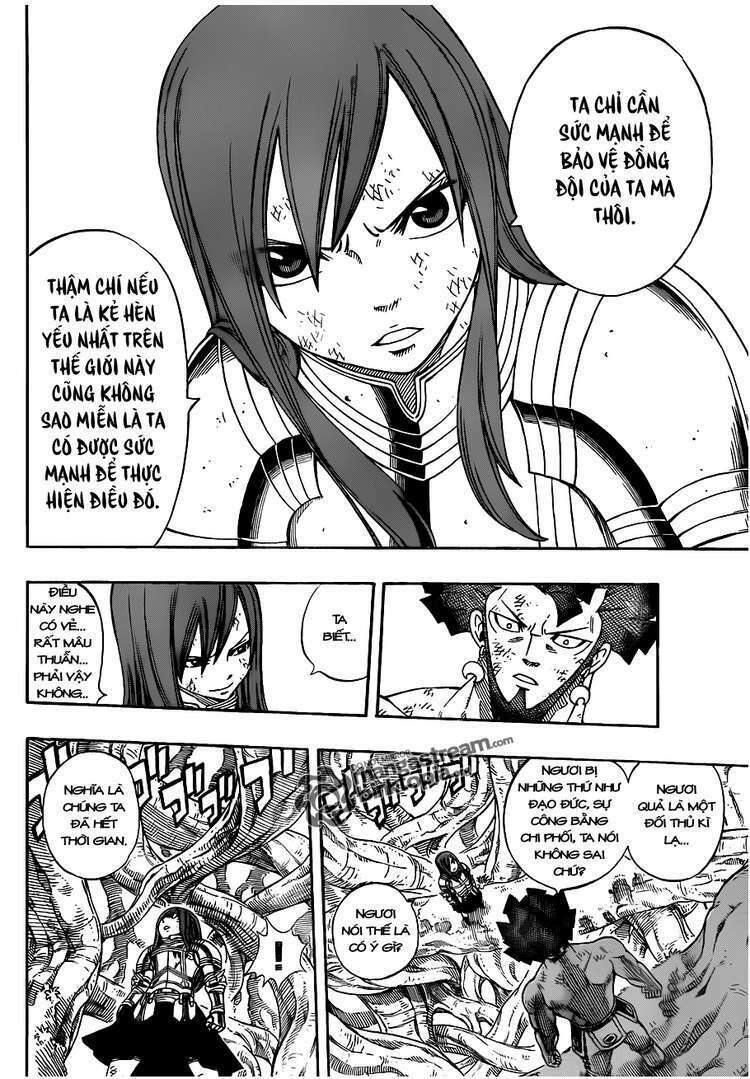 TA CHỈ CẦN
SỨC MẠNH ĐỂ
BẢO VỆ ĐỒNG
ĐỘI CỦA TA MÀ
THÔI.
THẬM CHÍ NẾU
TA LÀ KẺ HÈN
YẾU NHẤT TRÊN
THẾ GIỚI NÀY
CŨNG KHÔNG
SAO MIỄN LÀ TA
CÓ ĐƯỢC SỨC
MẠNH ĐỂ THỰC
HIỆN ĐIỀU ĐÓ.
TA
BIẾT...
ĐIỀU
NÀY NGHE
CÓ VẺ...
RẤT MÂU
THUẪN...
PHẢI VẬY
KHÔNG..
NGƯƠI
QUẢ LÀ MỘT
ĐỐI THỦ KÌ
LẠ...
NGƯƠI BỊ
NHỮNG THỨ NHƯ
ĐẠO ĐỨC, SỰ
CÔNG BẰNG
CHI PHỐI, TA NÓI
KHÔNG SAI
CHỨ?
NGƯƠI
NÓI THẾ LÀ
CÓ Ý GÌ?
mangastream.com
NGHĨA LÀ
CHÚNG TA
ĐÃ HẾT
THỜI GIAN.
!